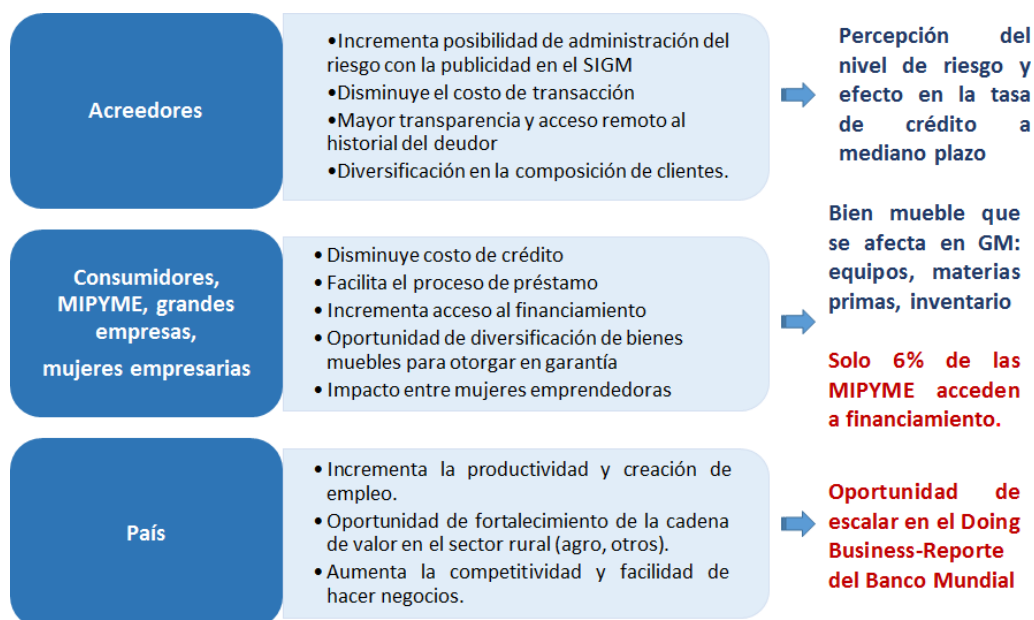 Acreedores
•Incrementa posibilidad de administración del
riesgo con la publicidad en el SIGM
•Disminuye el costo de transacción
•Mayor transparencia y acceso remoto al
historial del deudor
•Diversificación en la composición de clientes.
Percepción del
nivel de riesgo y
efecto en la tasa
de crédito a
mediano plazo
Consumidores,
MIPYME, grandes
empresas,
mujeres empresarias
• Disminuye costo de crédito
• Facilita el proceso de préstamo
• Incrementa acceso al financiamiento
• Oportunidad de diversificación de bienes
muebles para otorgar en garantía
• Impacto entre mujeres emprendedoras
Bien mueble que
se afecta en GM:
equipos, materias
primas, inventario
Solo 6% de las
MIPYME acceden
a financiamiento.
País
• Incrementa la productividad y creación de
empleo.
• Oportunidad de fortalecimiento de la cadena
de valor en el sector rural (agro, otros).
• Aumenta la competitividad y facilidad de
hacer negocios.
Oportunidad de
escalar en el Doing
Business-Reporte
del Banco Mundial